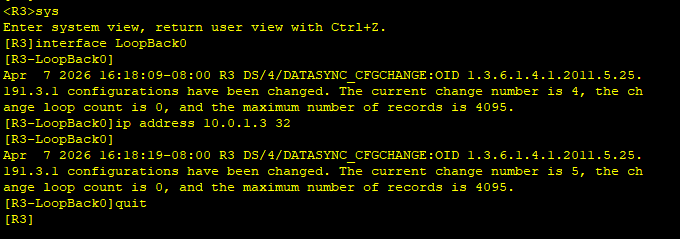 <R3>sys
Enter system view, return user view with Ctrl+Z.
[R3]interface LoopBack0
[R3-LoopBack0]
Apr  7 2026 16:18:09-08:00 R3 DS/4/DATASYNC_CFGCHANGE:OID 1.3.6.1.4.1.2011.5.25.
191.3.1 configurations have been changed. The current change number is 4, the ch
ange loop count is 0, and the maximum number of records is 4095.
[R3-LoopBack0]ip address 10.0.1.3 32
[R3-LoopBack0]
Apr  7 2026 16:18:19-08:00 R3 DS/4/DATASYNC_CFGCHANGE:OID 1.3.6.1.4.1.2011.5.25.
191.3.1 configurations have been changed. The current change number is 5, the ch
ange loop count is 0, and the maximum number of records is 4095.
[R3-LoopBack0]quit
[R3]